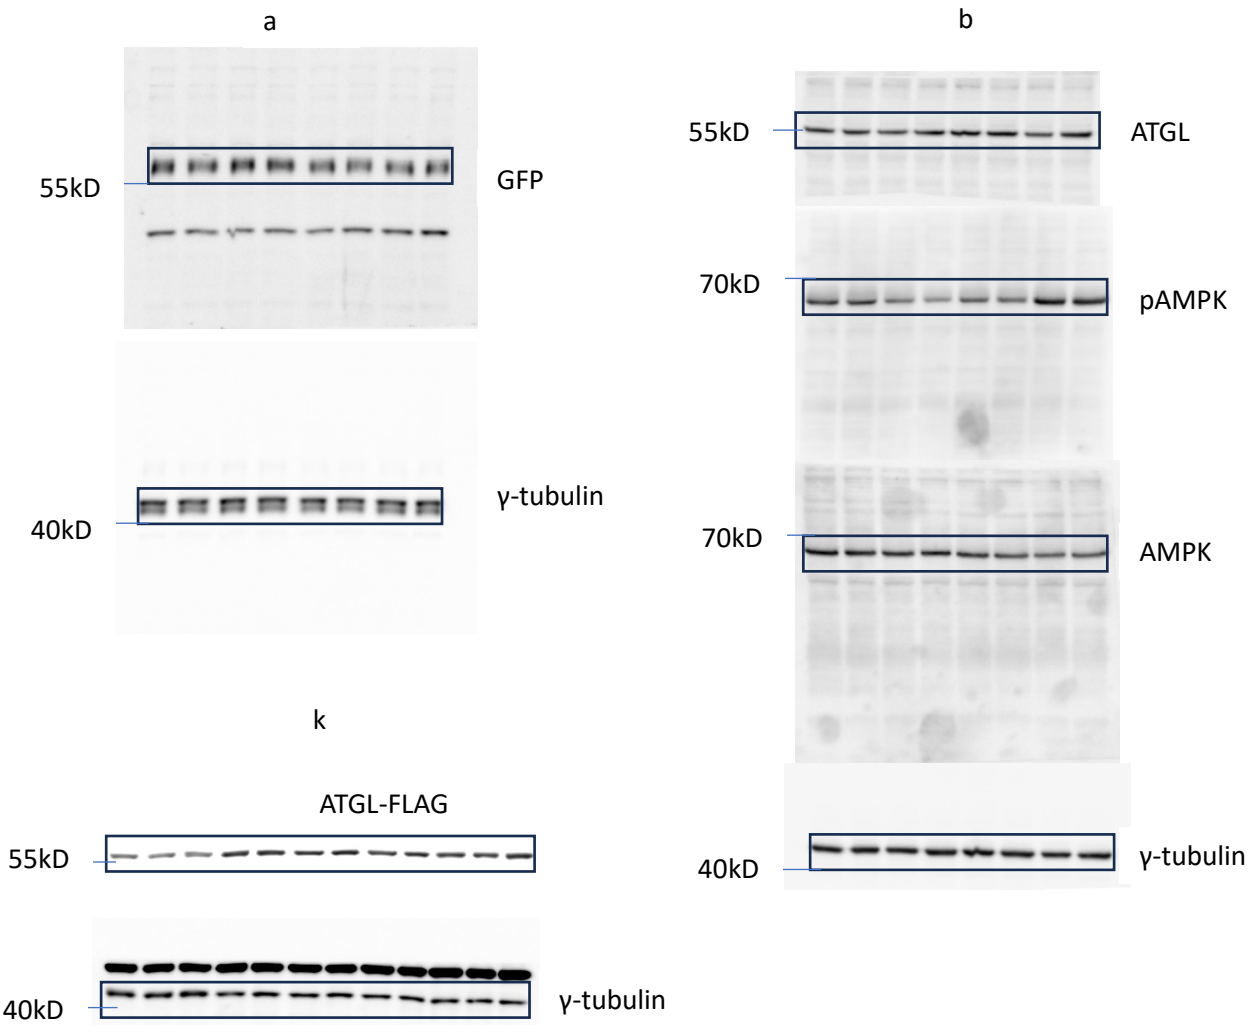 a
55kD
GFP
40kD
γ-tubulin
b
55kD
ATGL
70kD
pAMPK
70kD
AMPK
40kD
γ-tubulin
k
ATGL-FLAG
55kD
40kD
γ-tubulin